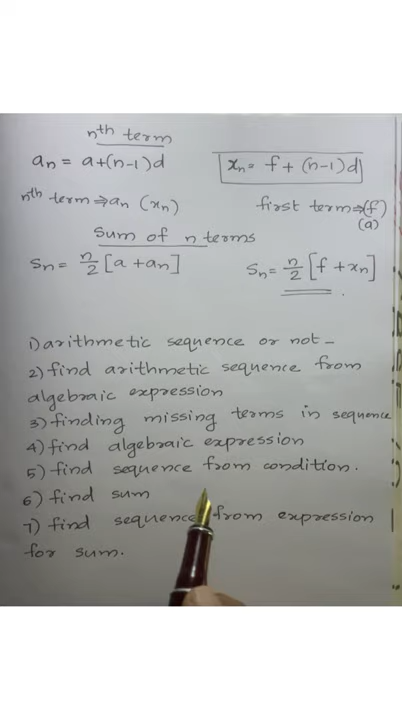 nth term
an = a+(n-1)d
xn = f + (n-1)d
nth term ⇒ an (xn)
first term ⇒ (f)
(a)
Sum of n terms
Sn = n/2 [a + an]
Sn = n/2 [f + xn]
1) arithmetic sequence or not -
2) find arithmetic sequence from
algebraic expression
3) finding missing terms in sequence
4) find algebraic expression
5) find sequence from condition.
6) find sum
7) find sequence from expression
for sum.